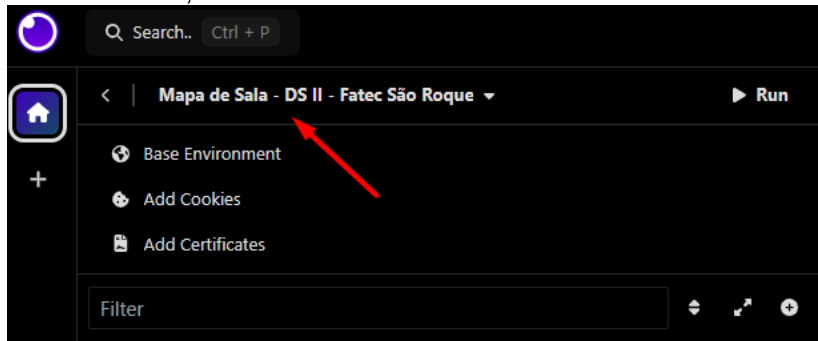 Search.. Ctrl + P
Mapa de Sala - DS II - Fatec São Roque
Run
Base Environment
Add Cookies
Add Certificates
Filter